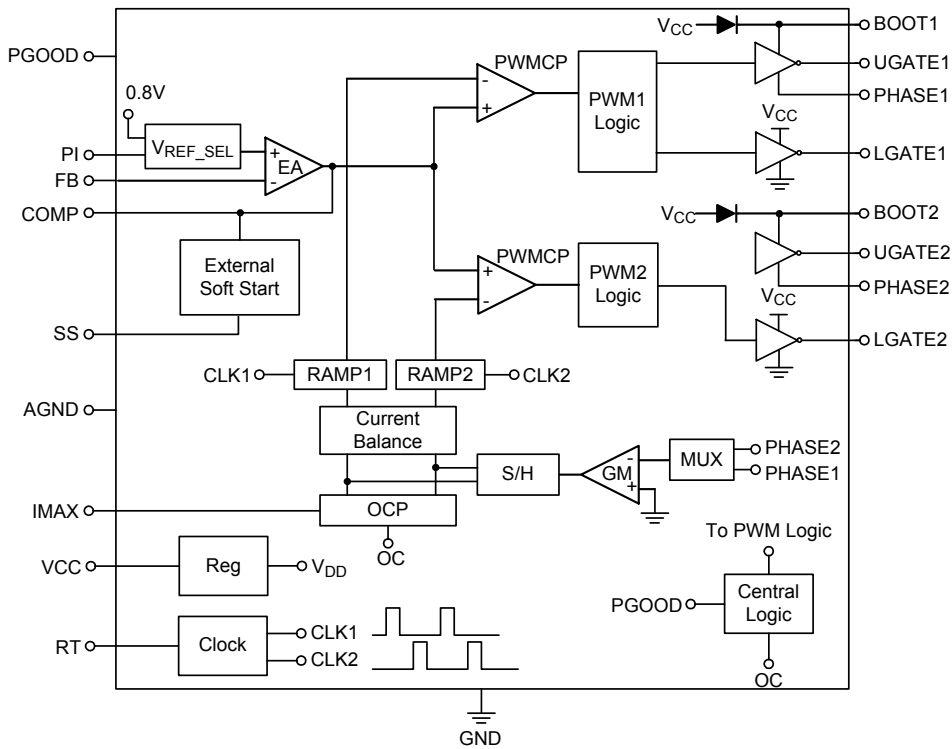 PGOOD
0.8V
PI
VREF_SEL
FB
+
-
EA
COMP
External
Soft Start
SS
PWMCP
-
+
PWM1
Logic
VCC
BOOT1
UGATE1
PHASE1
VCC
LGATE1
PWMCP
+
-
PWM2
Logic
VCC
BOOT2
UGATE2
PHASE2
VCC
LGATE2
CLK1
RAMP1
RAMP2
CLK2
AGND
Current
Balance
S/H
GM
-
+
MUX
PHASE2
PHASE1
IMAX
OCP
OC
VCC
Reg
VDD
RT
Clock
CLK1
CLK2
To PWM Logic
PGOOD
Central
Logic
OC
GND